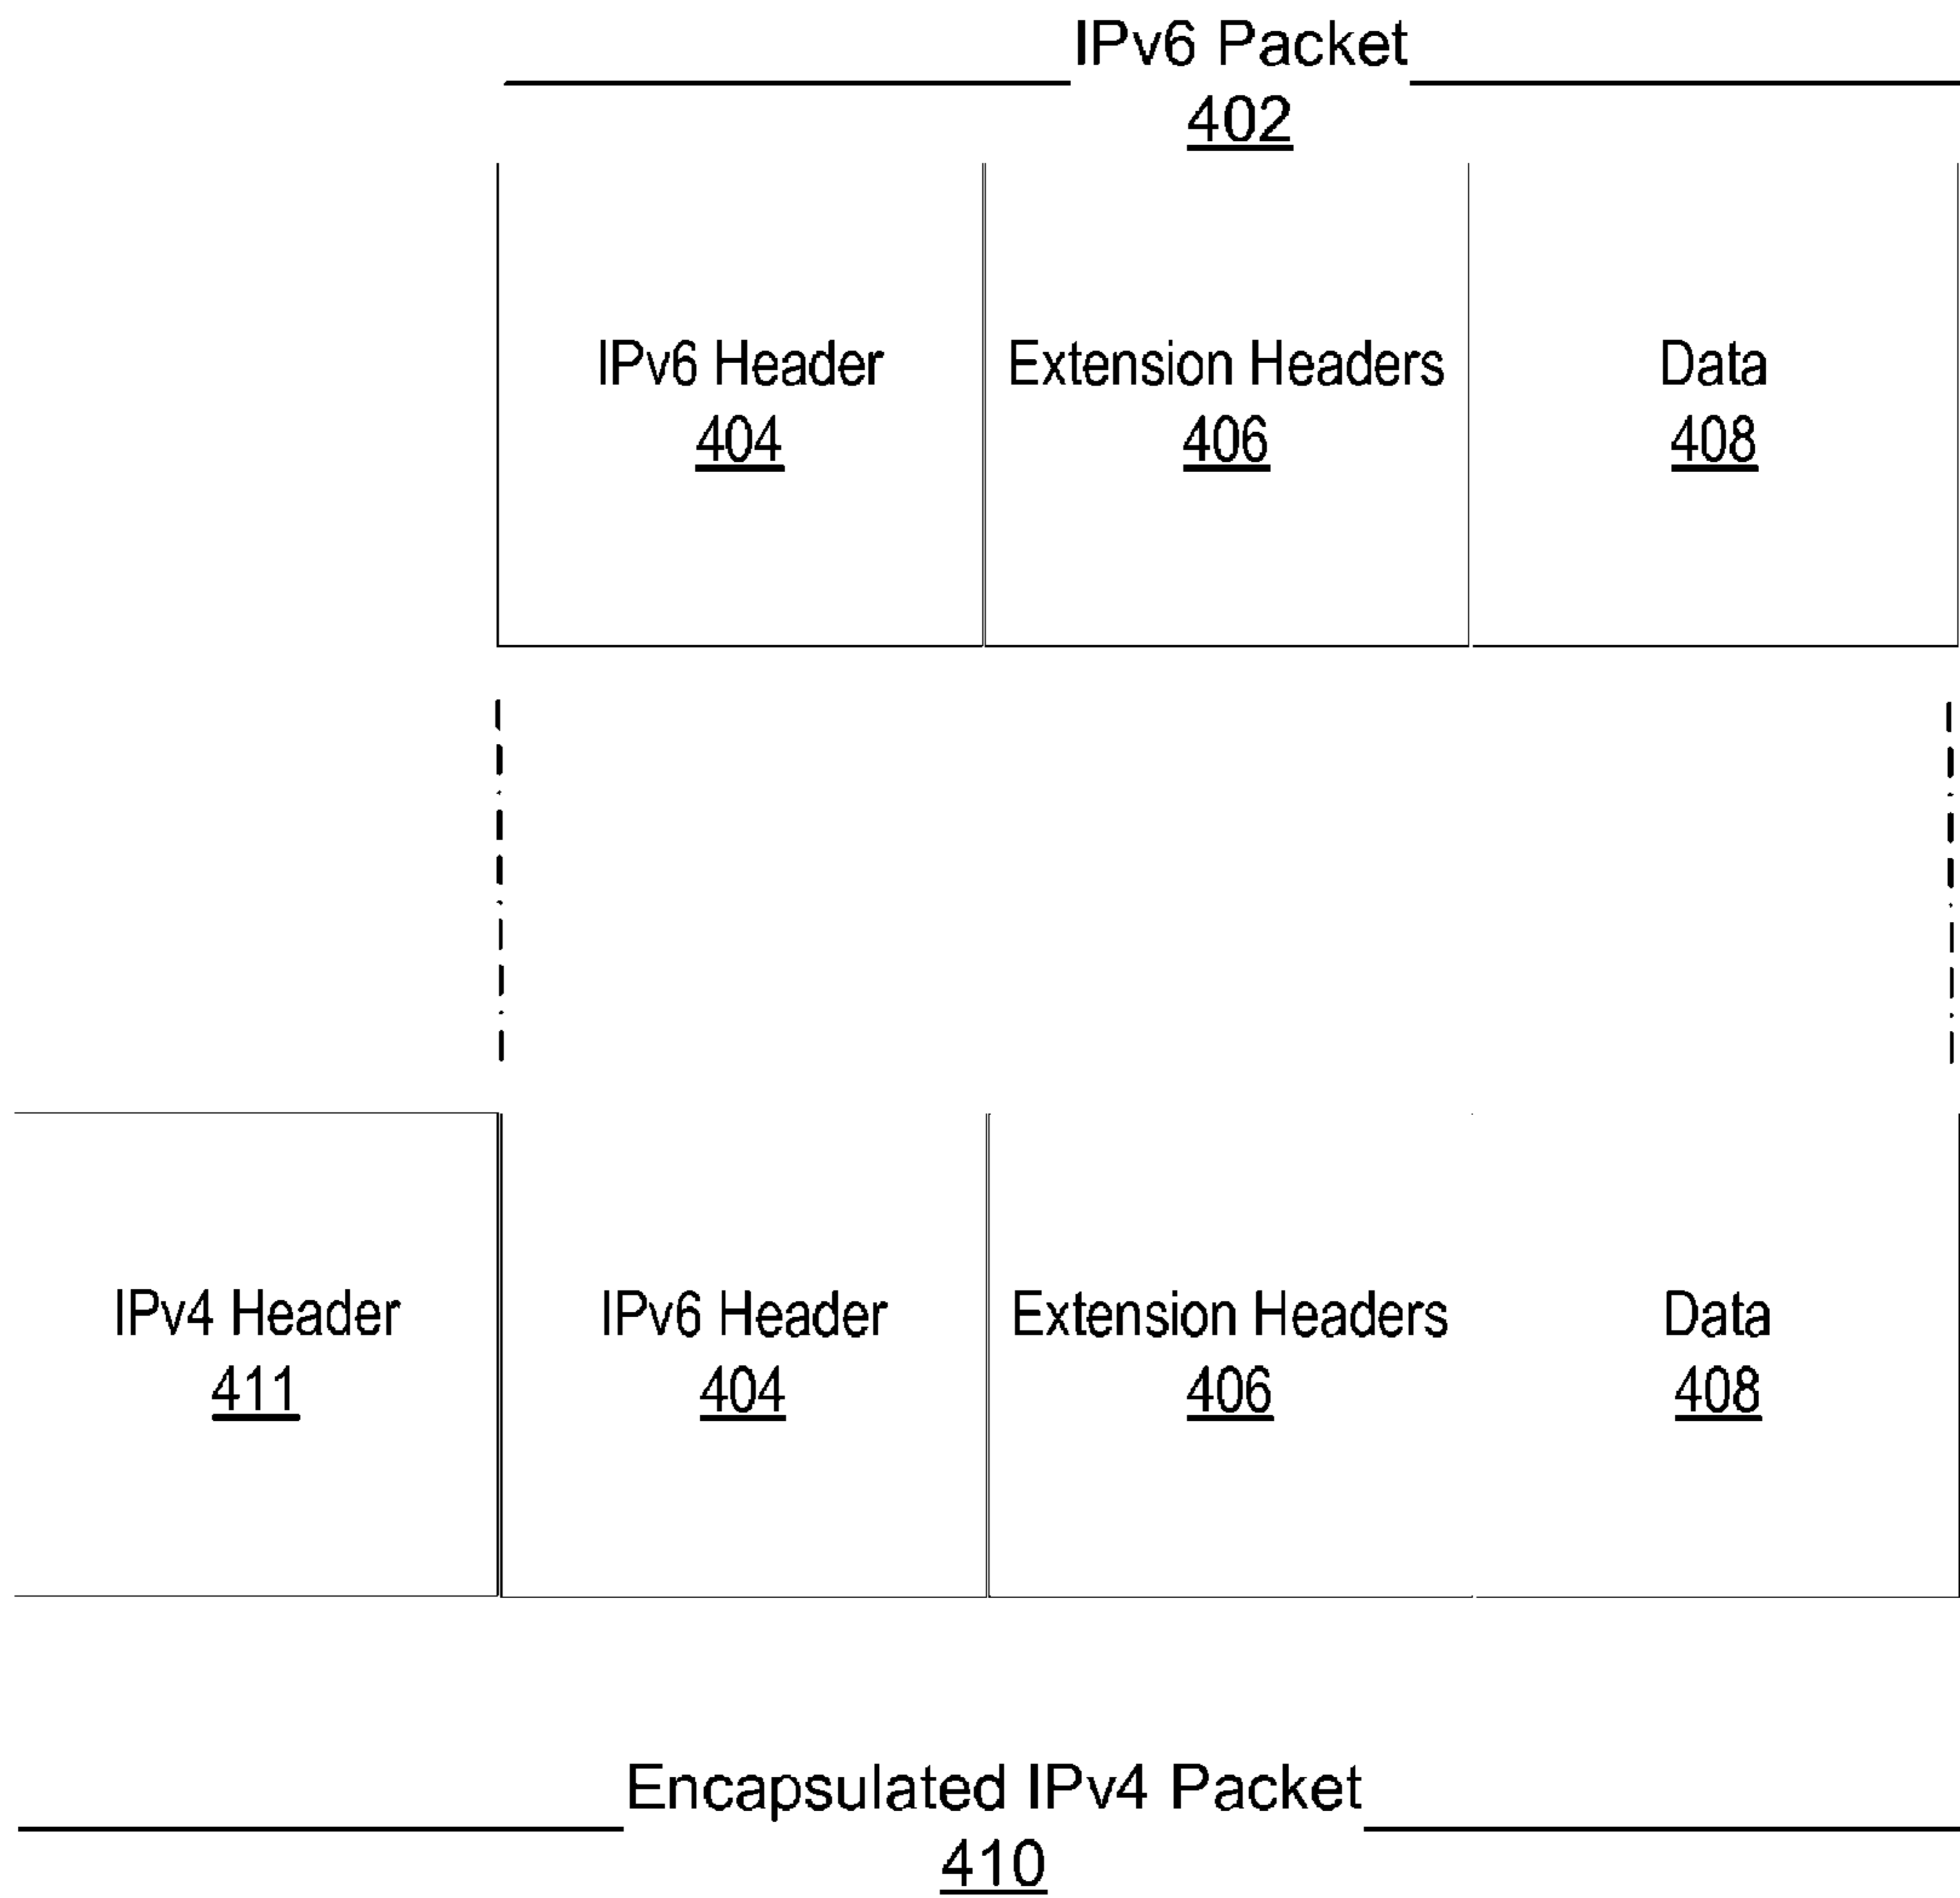 IPv6 Packet
402
IPv6 Header
404
Extension Headers
406
Data
408
IPv4 Header
411
IPv6 Header
404
Extension Headers
406
Data
408
Encapsulated IPv4 Packet
410